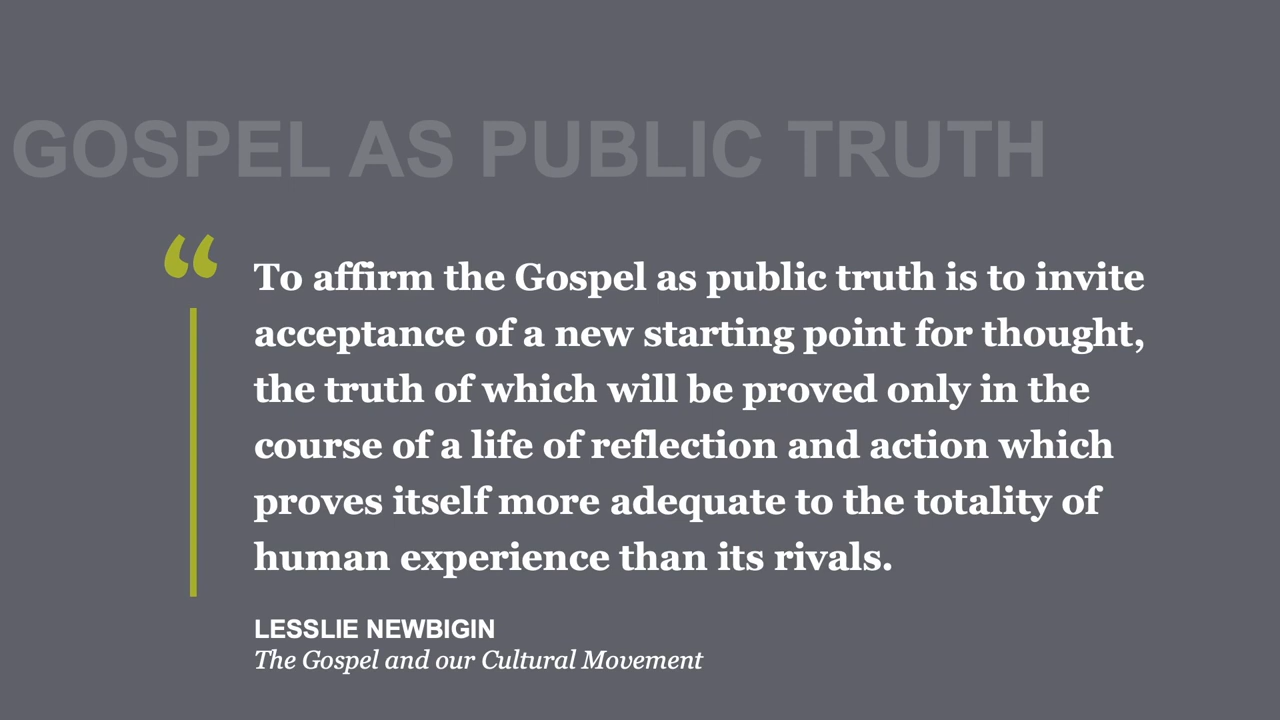 GOSPEL AS PUBLIC TRUTH
“
To affirm the Gospel as public truth is to invite
acceptance of a new starting point for thought,
the truth of which will be proved only in the
course of a life of reflection and action which
proves itself more adequate to the totality of
human experience than its rivals.
LESSLIE NEWBIGIN
The Gospel and our Cultural Movement